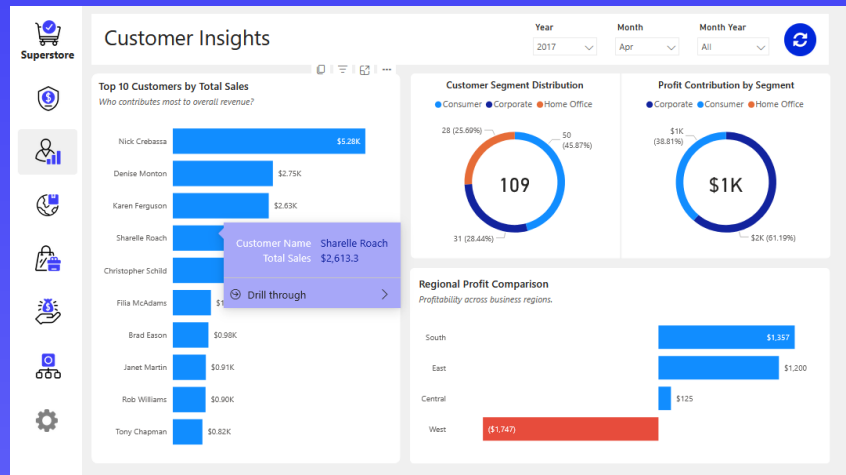 Superstore
Customer Insights
Year
2017
Month
Apr
Month Year
All
Top 10 Customers by Total Sales
Who contributes most to overall revenue?
Nick Crebassa
$5.28K
Denise Monton
$2.75K
Karen Ferguson
$2.63K
Sharelle Roach
Christopher Schild
Filia McAdams
$1
Brad Eason
$0.98K
Janet Martin
$0.91K
Rob Williams
$0.90K
Tony Chapman
$0.82K
Customer Name Sharelle Roach
Total Sales $2,613.3
Drill through
Customer Segment Distribution
Consumer Corporate Home Office
28 (25.69%)
50
(45.87%)
109
31 (28.44%)
Profit Contribution by Segment
Corporate Consumer Home Office
$1K
(38.81%)
$1K
$2K (61.19%)
Regional Profit Comparison
Profitability across business regions.
South
$1,357
East
$1,200
Central
$125
West
($1,747)